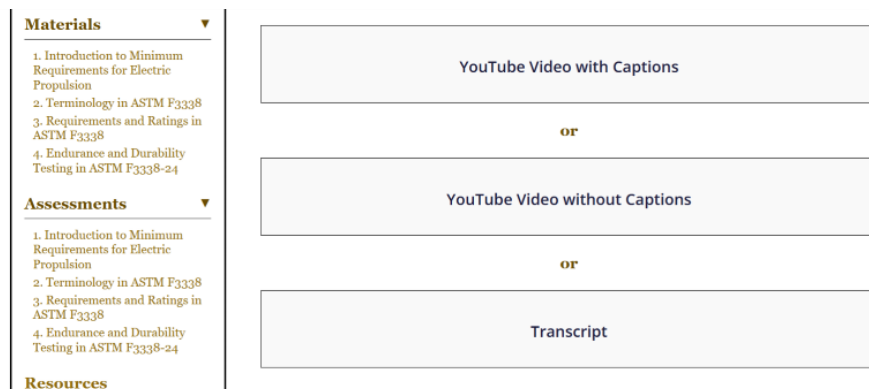 Materials ▼
1. Introduction to Minimum
Requirements for Electric
Propulsion
2. Terminology in ASTM F3338
3. Requirements and Ratings in
ASTM F3338
4. Endurance and Durability
Testing in ASTM F3338-24
Assessments ▼
1. Introduction to Minimum
Requirements for Electric
Propulsion
2. Terminology in ASTM F3338
3. Requirements and Ratings in
ASTM F3338
4. Endurance and Durability
Testing in ASTM F3338-24
Resources
YouTube Video with Captions
or
YouTube Video without Captions
or
Transcript